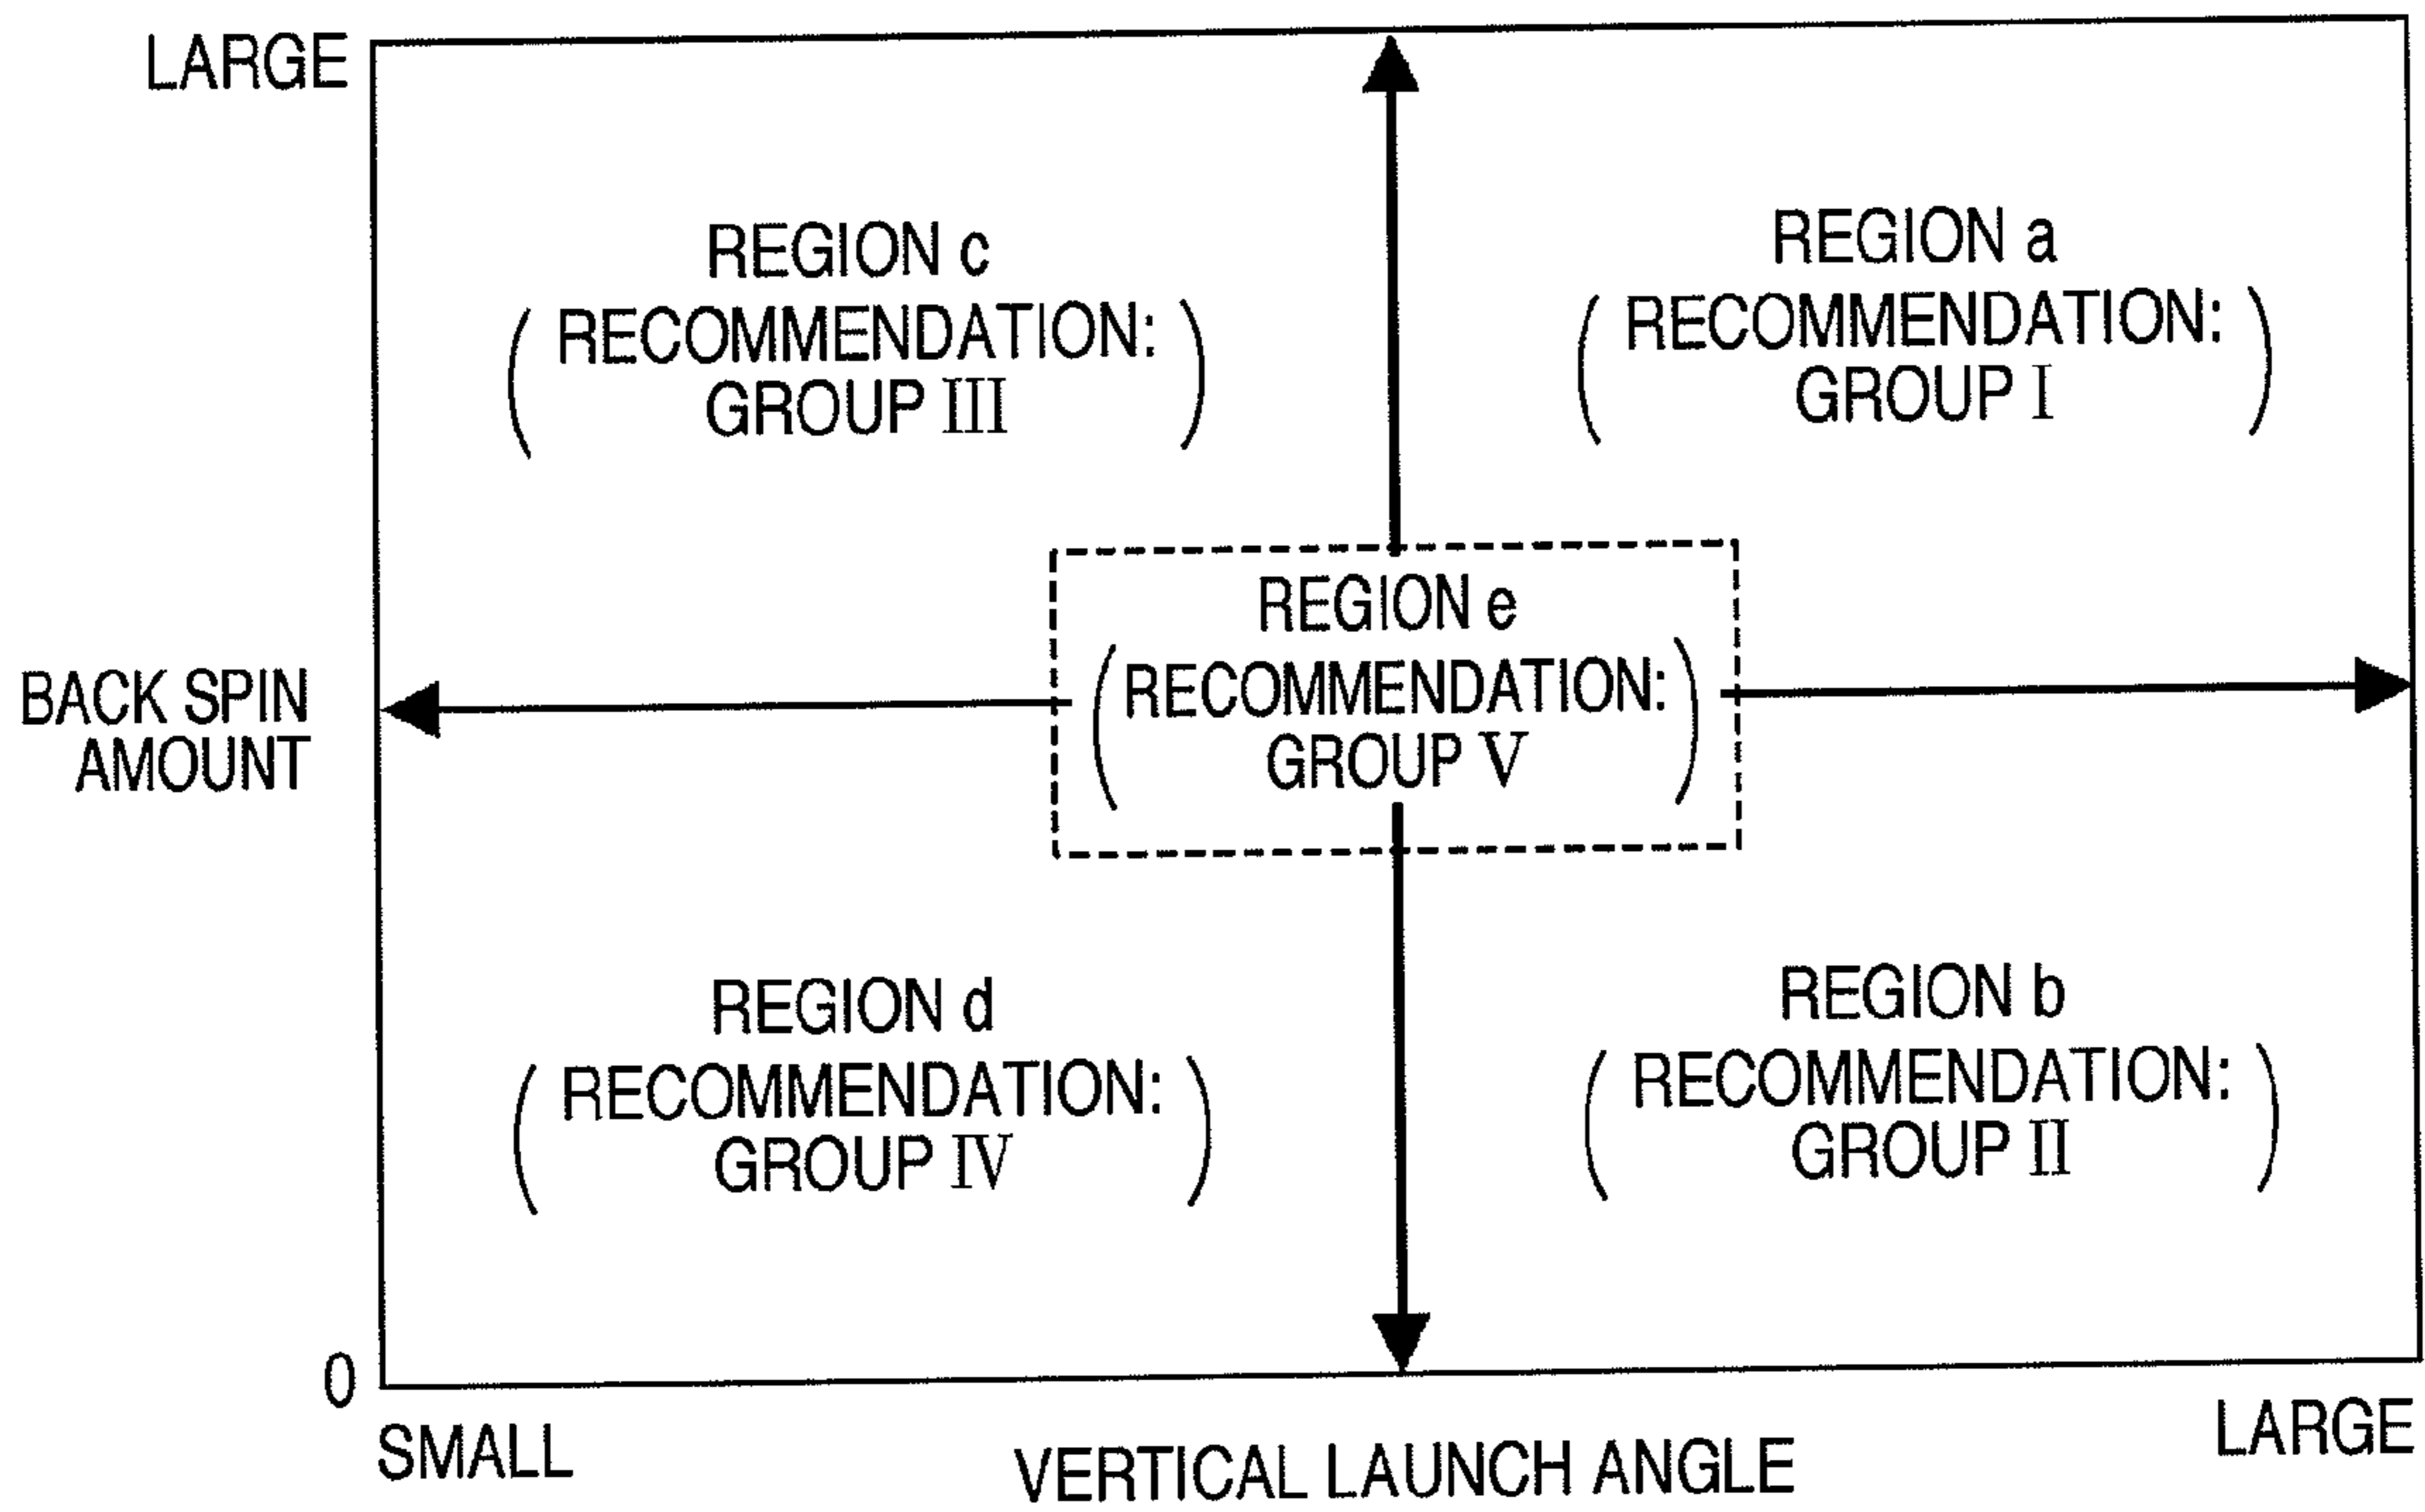 LARGE
REGION c
(RECOMMENDATION:
GROUP III)
REGION a
(RECOMMENDATION:
GROUP I)
REGION e
(RECOMMENDATION:
GROUP V)
BACK SPIN
AMOUNT
REGION d
(RECOMMENDATION:
GROUP IV)
REGION b
(RECOMMENDATION:
GROUP II)
0
SMALL
VERTICAL LAUNCH ANGLE
LARGE